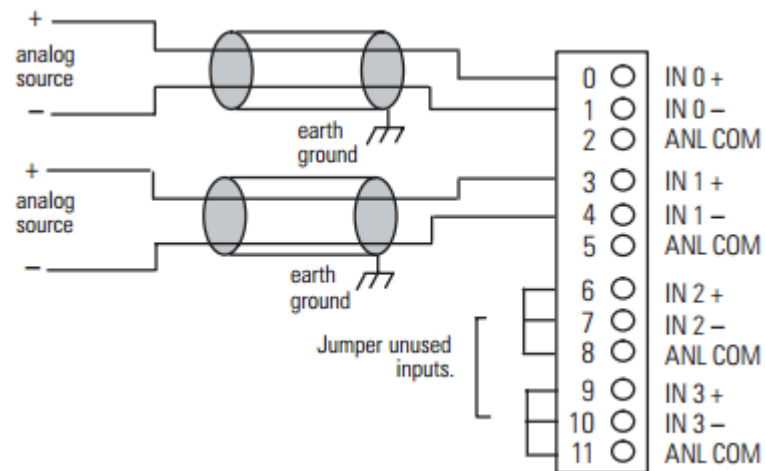 +
analog
source
–
earth
ground
+
analog
source
–
earth
ground
Jumper unused
inputs.
0 IN 0 +
1 IN 0 –
2 ANL COM
3 IN 1 +
4 IN 1 –
5 ANL COM
6 IN 2 +
7 IN 2 –
8 ANL COM
9 IN 3 +
10 IN 3 –
11 ANL COM